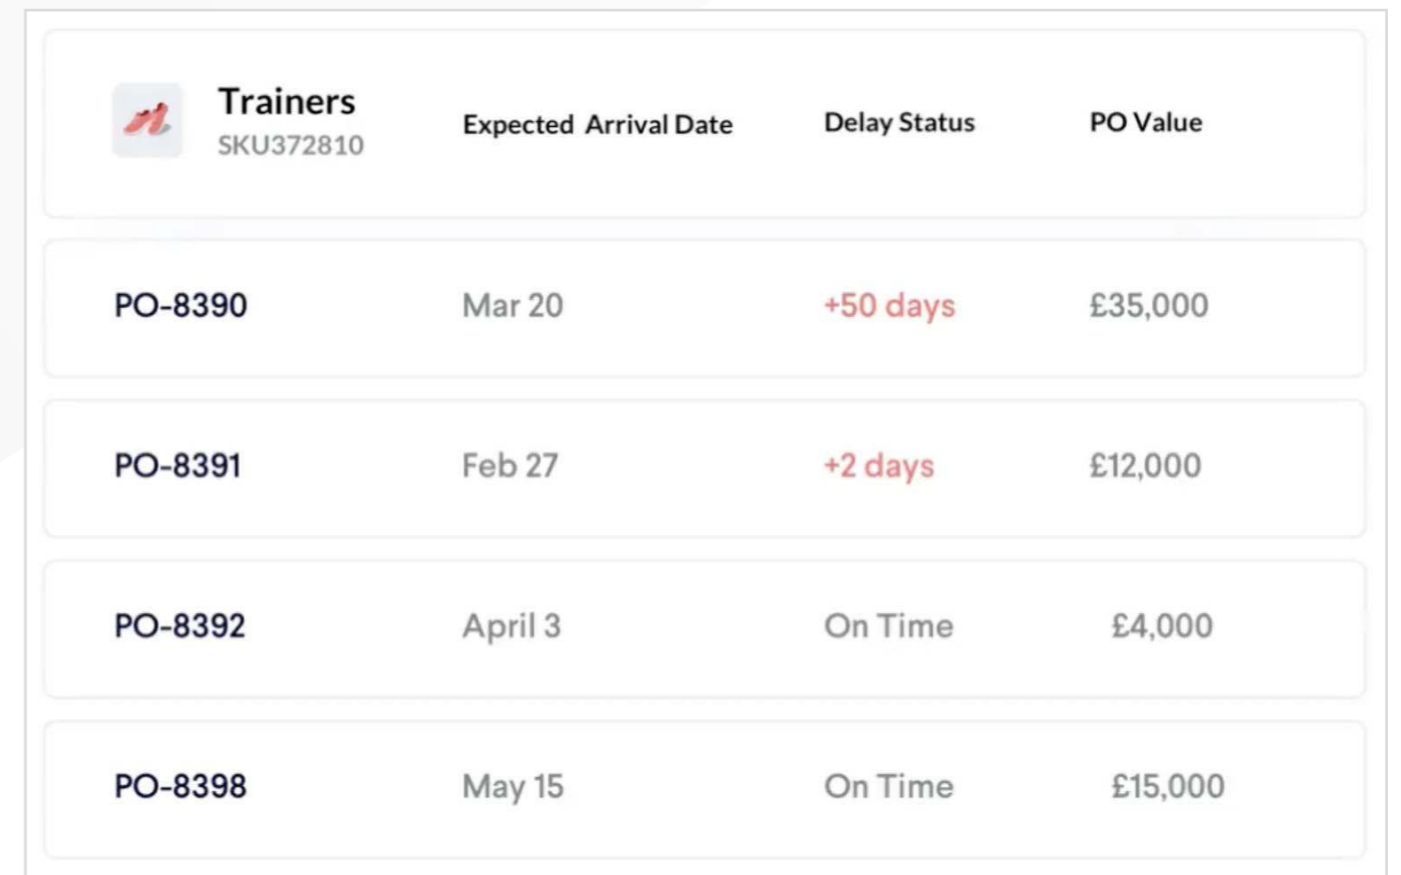 Trainers
SKU372810
Expected Arrival Date
Delay Status
PO Value
PO-8390 Mar 20 +50 days £35,000
PO-8391 Feb 27 +2 days £12,000
PO-8392 April 3 On Time £4,000
PO-8398 May 15 On Time £15,000